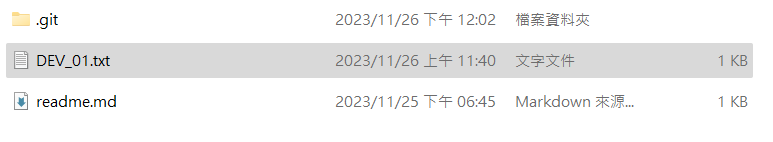 .git 2023/11/26 下午 12:02 檔案資料夾
DEV_01.txt 2023/11/26 上午 11:40 文字文件 1 KB
readme.md 2023/11/25 下午 06:45 Markdown 來源... 1 KB